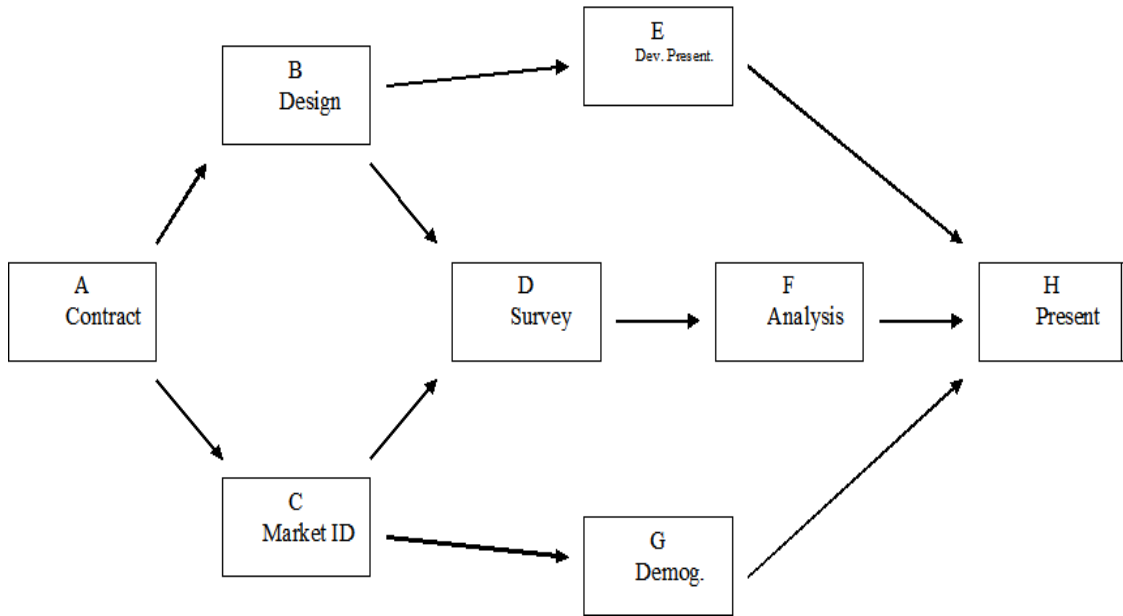 E
Dev. Present.
B
Design
A
Contract
D
Survey
F
Analysis
H
Present
C
Market ID
G
Demog.